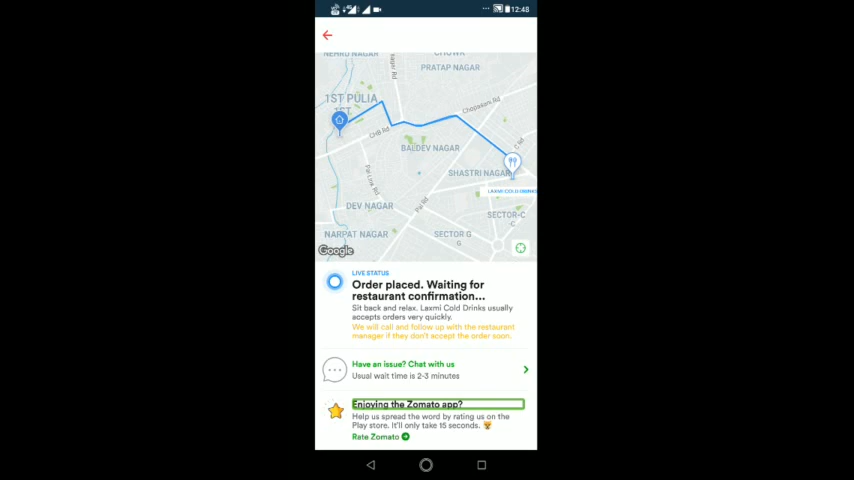 12:48
NEHRU NAGAR
CHOWK
PRATAP NAGAR
1ST PULIA
Chopasani Rd
CHB Rd
BALDEV NAGAR
SHASTRI NAGAR
LAXMI COLD DRINKS
Pal Link Rd
DEV NAGAR
Pal Rd
SECTOR-C
C
NARPAT NAGAR
SECTOR G
G
Google
LIVE STATUS
Order placed. Waiting for
restaurant confirmation...
Sit back and relax. Laxmi Cold Drinks usually
accepts orders very quickly.
We will call and follow up with the restaurant
manager if they don't accept the order soon.
Have an issue? Chat with us
Usual wait time is 2-3 minutes
Enjoying the Zomato app?
Help us spread the word by rating us on the
Play store. It'll only take 15 seconds.
Rate Zomato